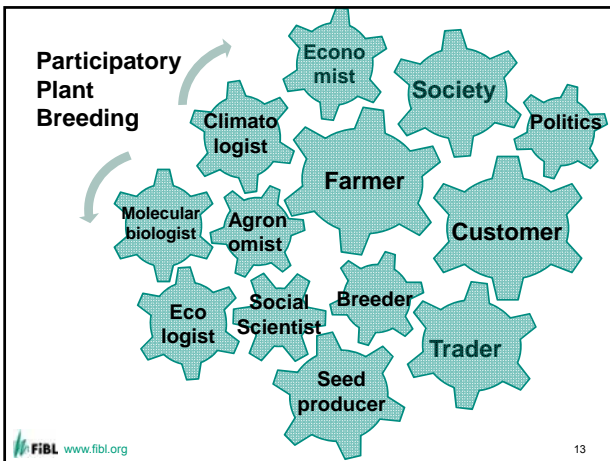 Participatory
Plant
Breeding
Econo
mist
Society
Politics
Climato
logist
Farmer
Customer
Molecular
biologist
Agron
omist
Eco
logist
Social
Scientist
Breeder
Trader
Seed
producer
FiBL www.fibl.org
13